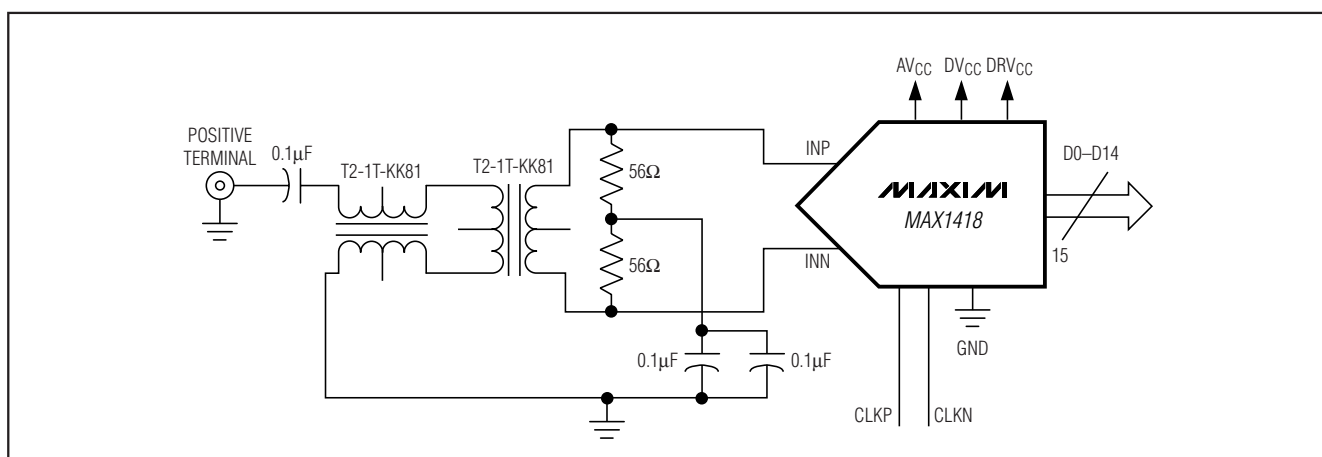 POSITIVE
TERMINAL
0.1μF
T2-1T-KK81
T2-1T-KK81
56Ω
56Ω
0.1μF
0.1μF
INP
INN
AVCC
DVCC
DRVCC
MAXIM
MAX1418
D0–D14
15
GND
CLKP
CLKN